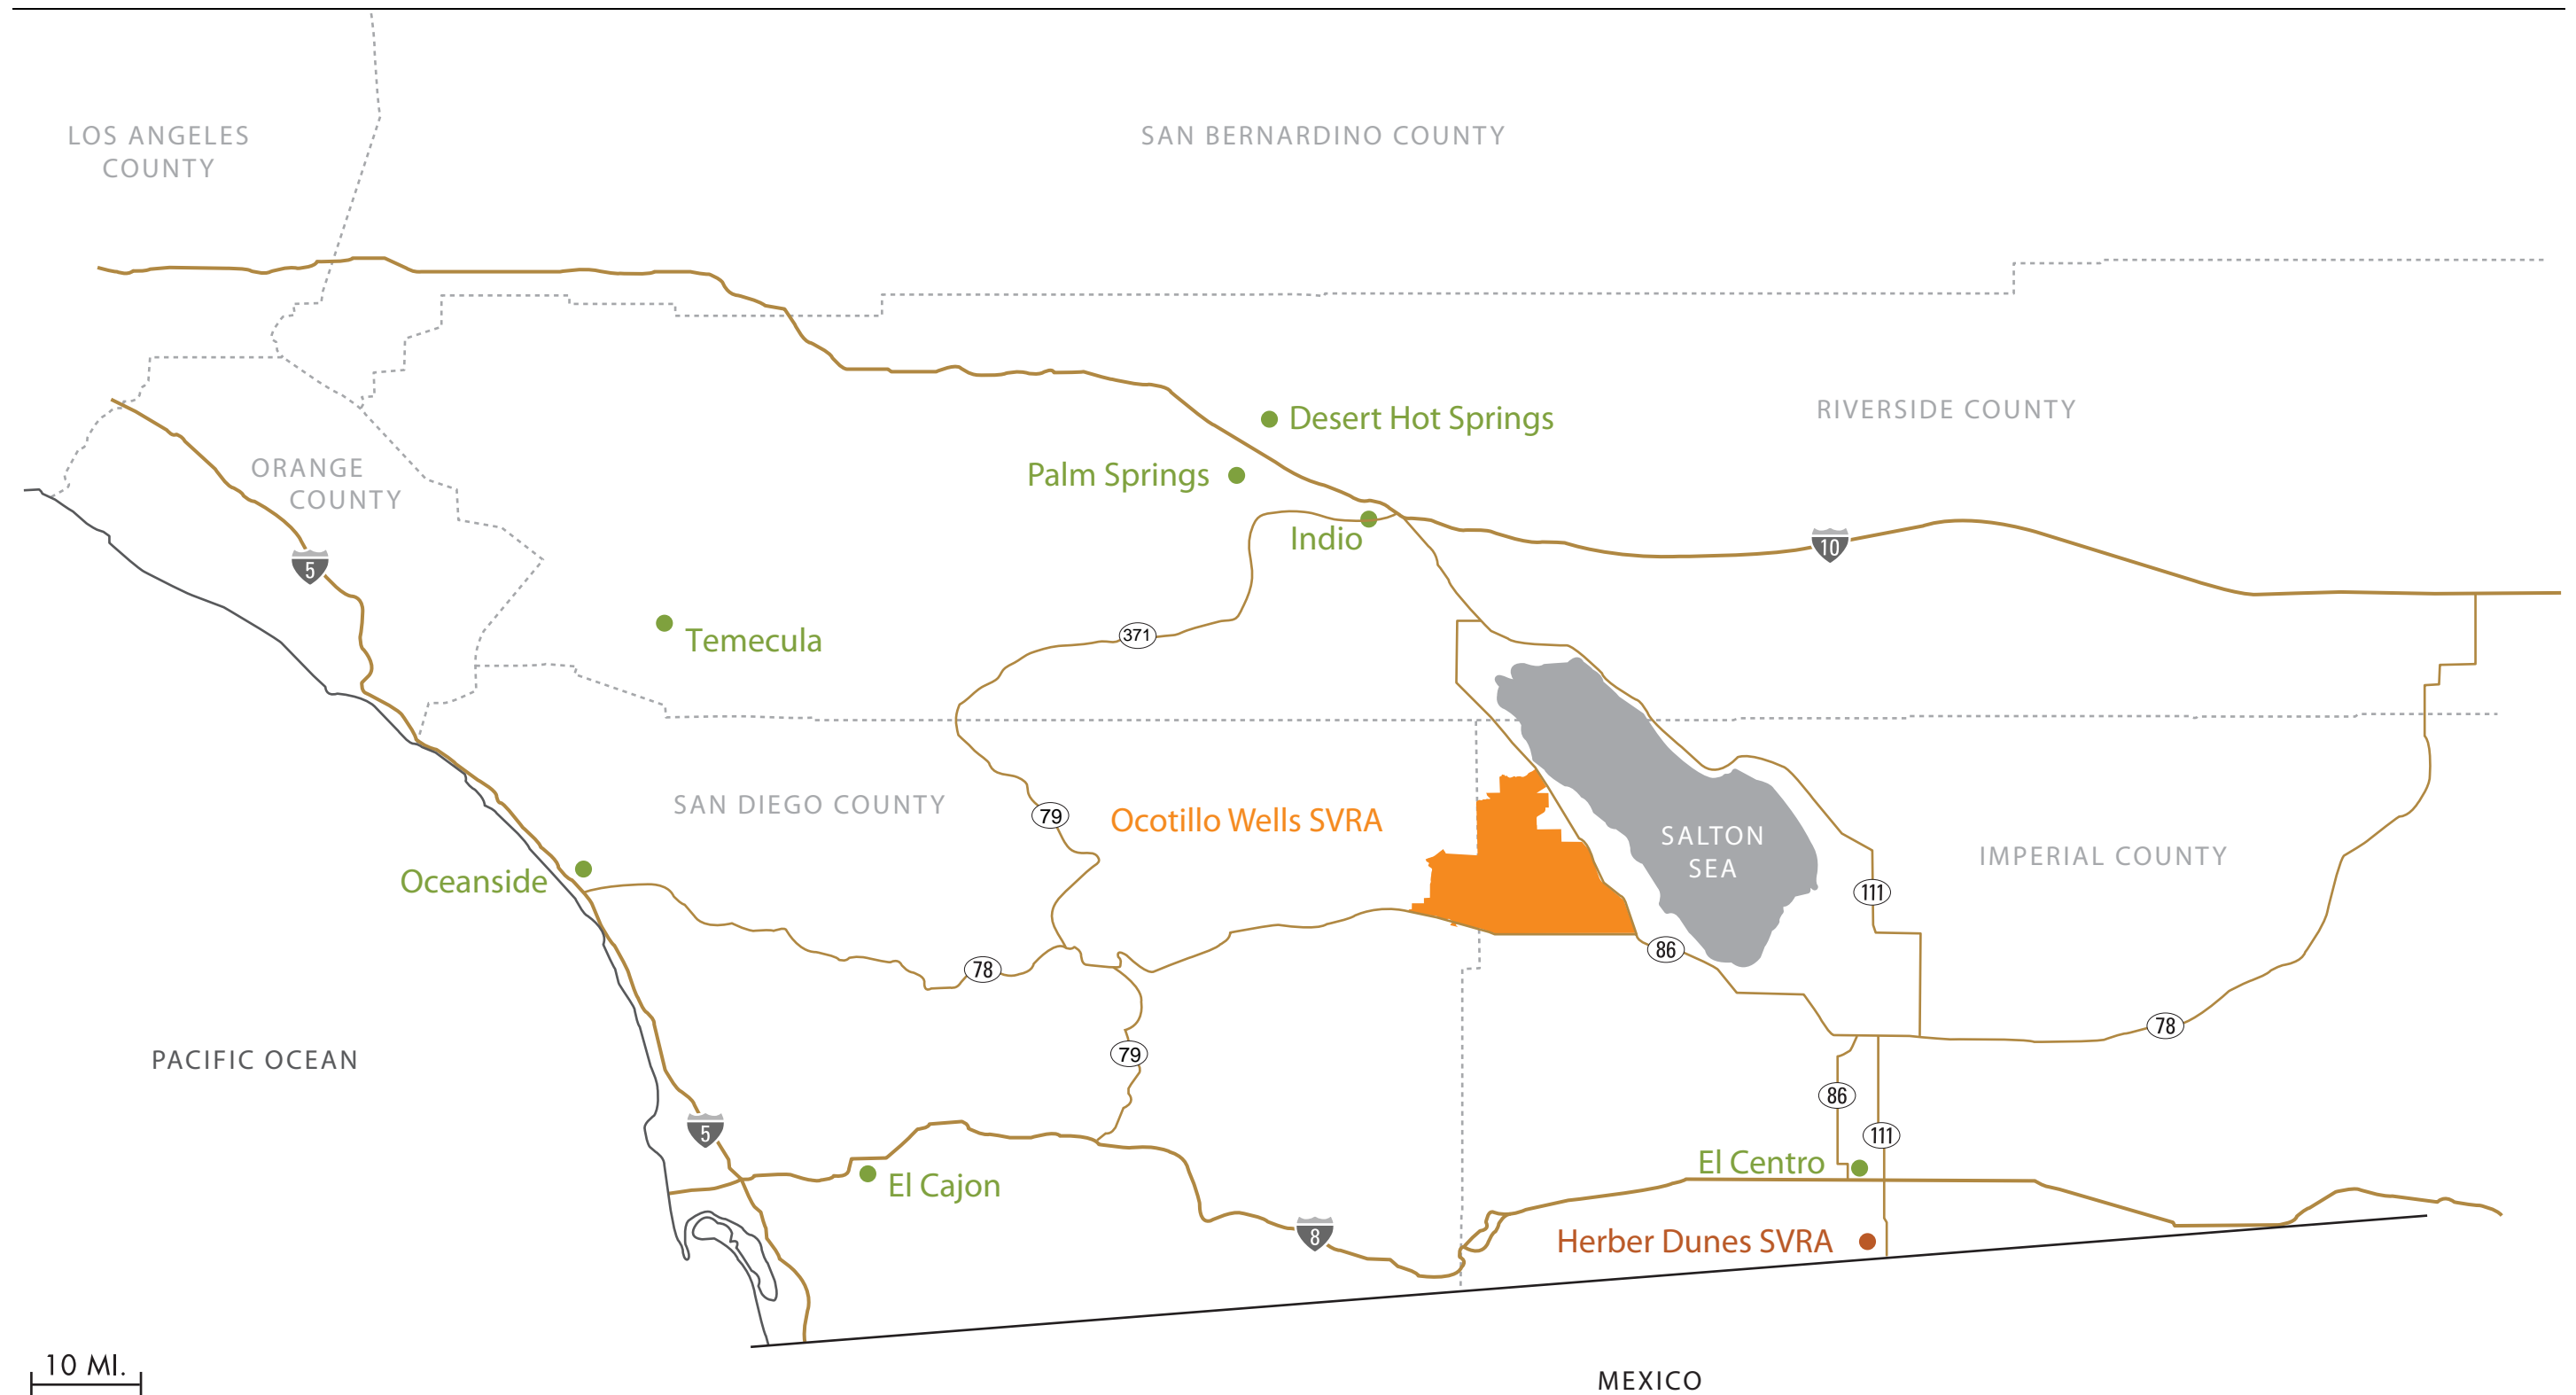 LOS ANGELES
COUNTY
SAN BERNARDINO COUNTY
Desert Hot Springs
RIVERSIDE COUNTY
ORANGE
COUNTY
Palm Springs
Indio
10
5
371
Temecula
SAN DIEGO COUNTY
79
Ocotillo Wells SVRA
SALTON
SEA
IMPERIAL COUNTY
Oceanside
111
86
78
78
PACIFIC OCEAN
79
86
5
111
El Cajon
El Centro
8
Herber Dunes SVRA
10 MI.
MEXICO